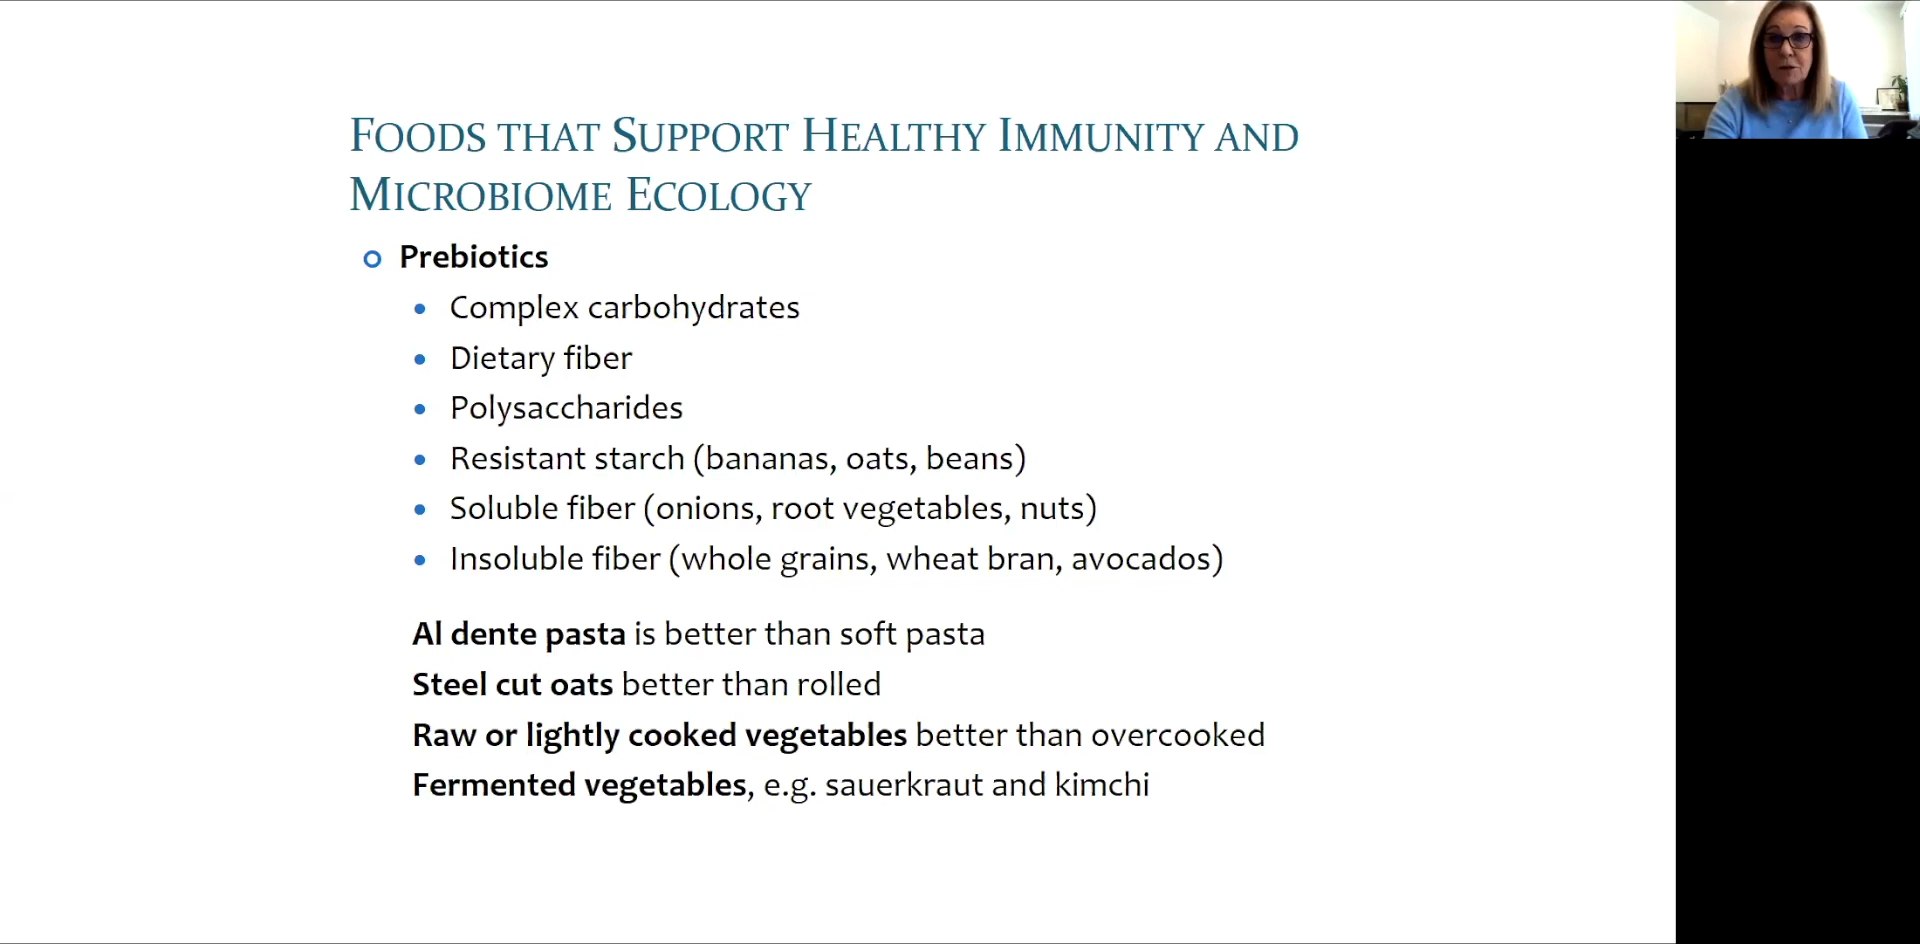 Foods that Support Healthy Immunity and
Microbiome Ecology
Prebiotics
Complex carbohydrates
Dietary fiber
Polysaccharides
Resistant starch (bananas, oats, beans)
Soluble fiber (onions, root vegetables, nuts)
Insoluble fiber (whole grains, wheat bran, avocados)
Al dente pasta is better than soft pasta
Steel cut oats better than rolled
Raw or lightly cooked vegetables better than overcooked
Fermented vegetables, e.g. sauerkraut and kimchi